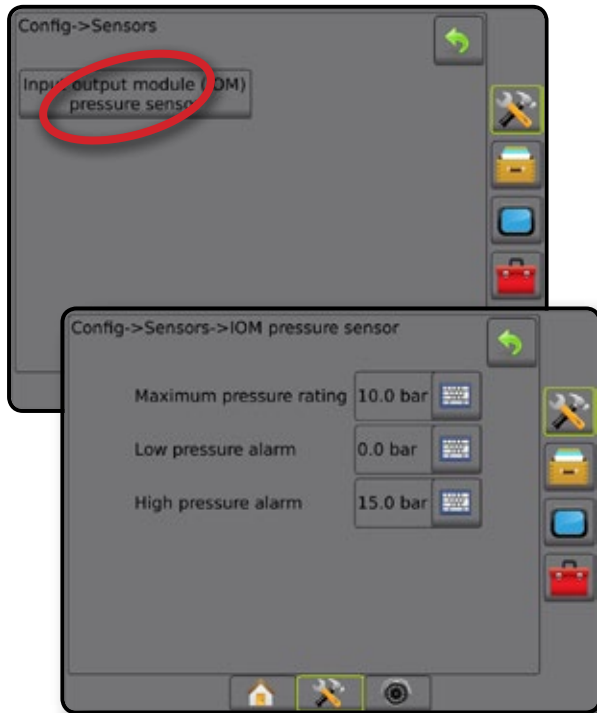 Config->Sensors
Input output module (IOM)
pressure sensor
Config->Sensors->IOM pressure sensor
Maximum pressure rating 10.0 bar
Low pressure alarm 0.0 bar
High pressure alarm 15.0 bar